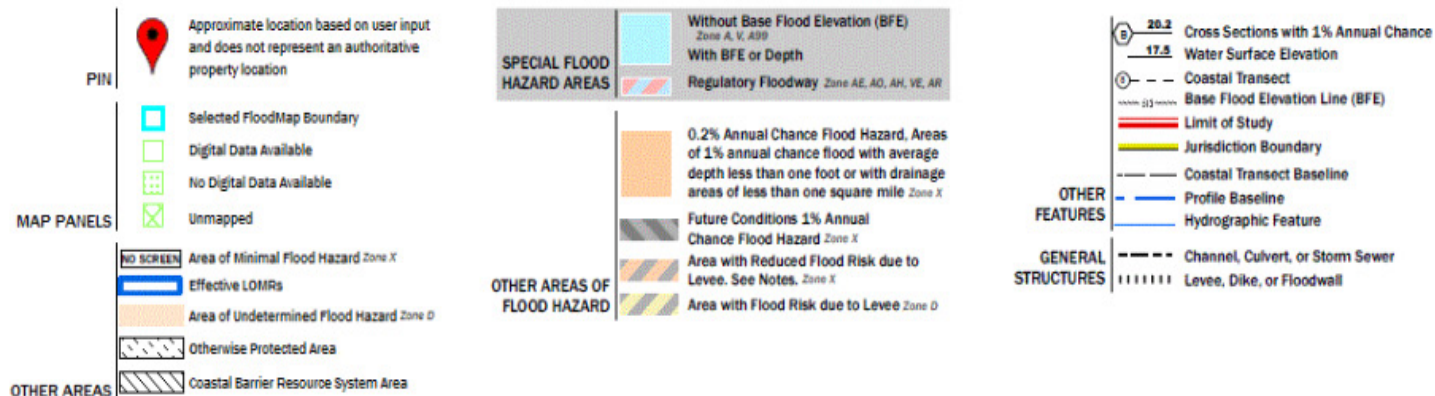 PIN
Approximate location based on user input
and does not represent an authoritative
property location
MAP PANELS
Selected FloodMap Boundary
Digital Data Available
No Digital Data Available
Unmapped
OTHER AREAS
NO SCREEN Area of Minimal Flood Hazard Zone X
Effective LOMRs
Area of Undetermined Flood Hazard Zone D
Otherwise Protected Area
Coastal Barrier Resource System Area
SPECIAL FLOOD
HAZARD AREAS
Without Base Flood Elevation (BFE)
Zone A, V, A99
With BFE or Depth
Regulatory Floodway Zone AE, AO, AH, VE, AR
OTHER AREAS OF
FLOOD HAZARD
0.2% Annual Chance Flood Hazard, Areas
of 1% annual chance flood with average
depth less than one foot or with drainage
areas of less than one square mile Zone X
Future Conditions 1% Annual
Chance Flood Hazard Zone X
Area with Reduced Flood Risk due to
Levee. See Notes. Zone X
Area with Flood Risk due to Levee Zone D
OTHER
FEATURES
B 20.2 Cross Sections with 1% Annual Chance
17.5 Water Surface Elevation
Coastal Transect
Base Flood Elevation Line (BFE)
Limit of Study
Jurisdiction Boundary
Coastal Transect Baseline
Profile Baseline
Hydrographic Feature
GENERAL
STRUCTURES
Channel, Culvert, or Storm Sewer
Levee, Dike, or Floodwall